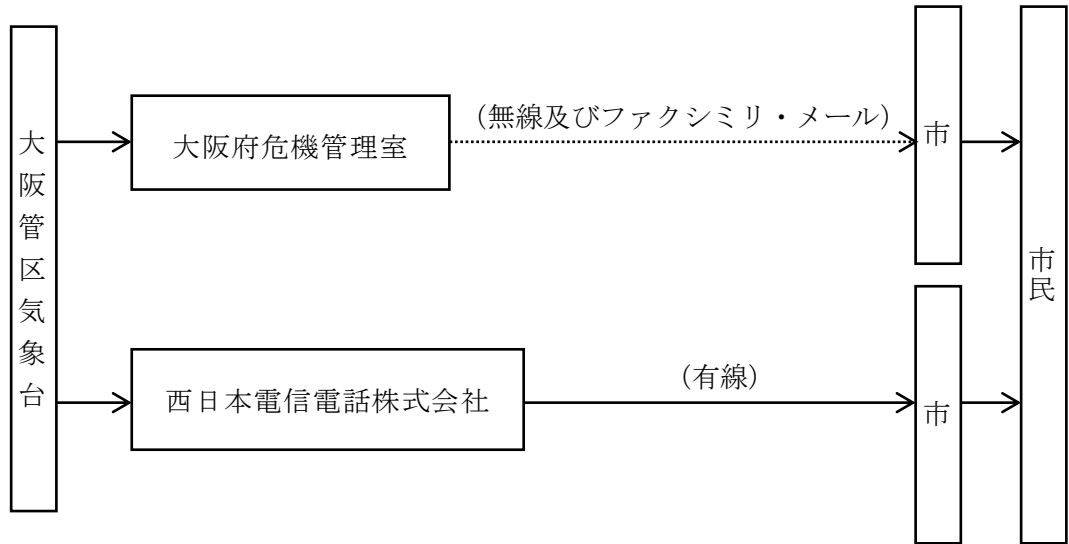 大阪管区気象台
大阪府危機管理室
（無線及びファクシミリ・メール）
市
西日本電信電話株式会社
（有線）
市
市民